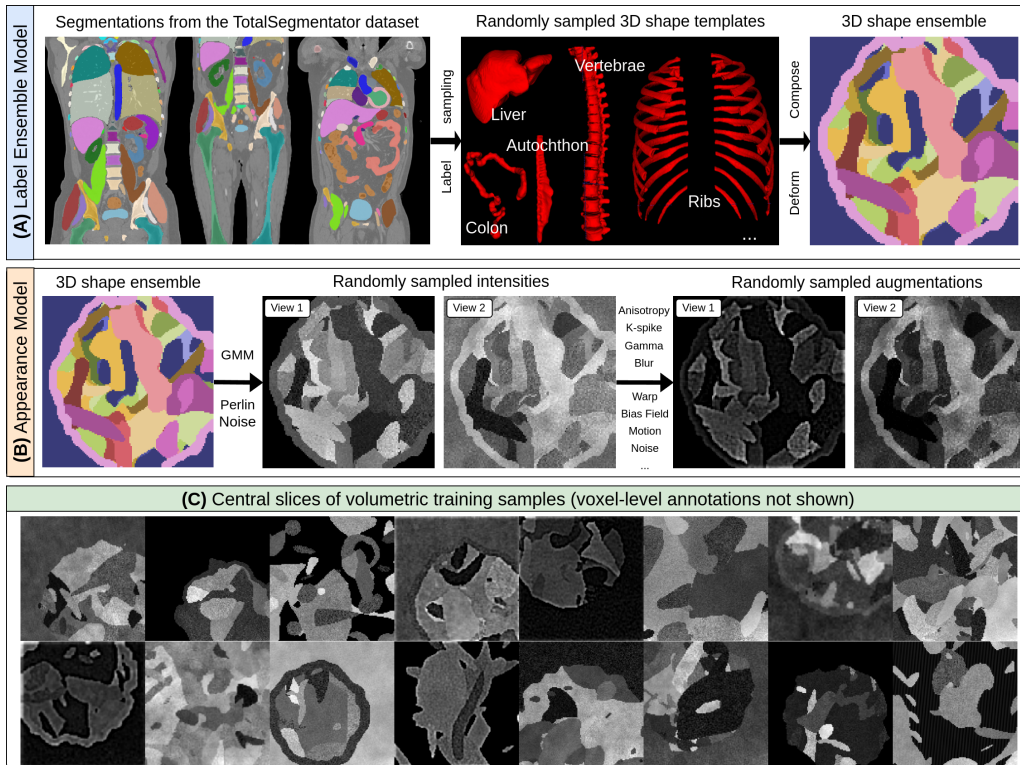 (A) Label Ensemble Model
Segmentations from the TotalSegmentator dataset
Label sampling
Randomly sampled 3D shape templates
Liver
Vertebrae
Autochthon
Colon
Ribs
...
Deform Compose
3D shape ensemble
(B) Appearance Model
3D shape ensemble
GMM
Perlin
Noise
Randomly sampled intensities
View 1
View 2
Anisotropy
K-spike
Gamma
Blur
Warp
Bias Field
Motion
Noise
...
Randomly sampled augmentations
View 1
View 2
(C) Central slices of volumetric training samples (voxel-level annotations not shown)